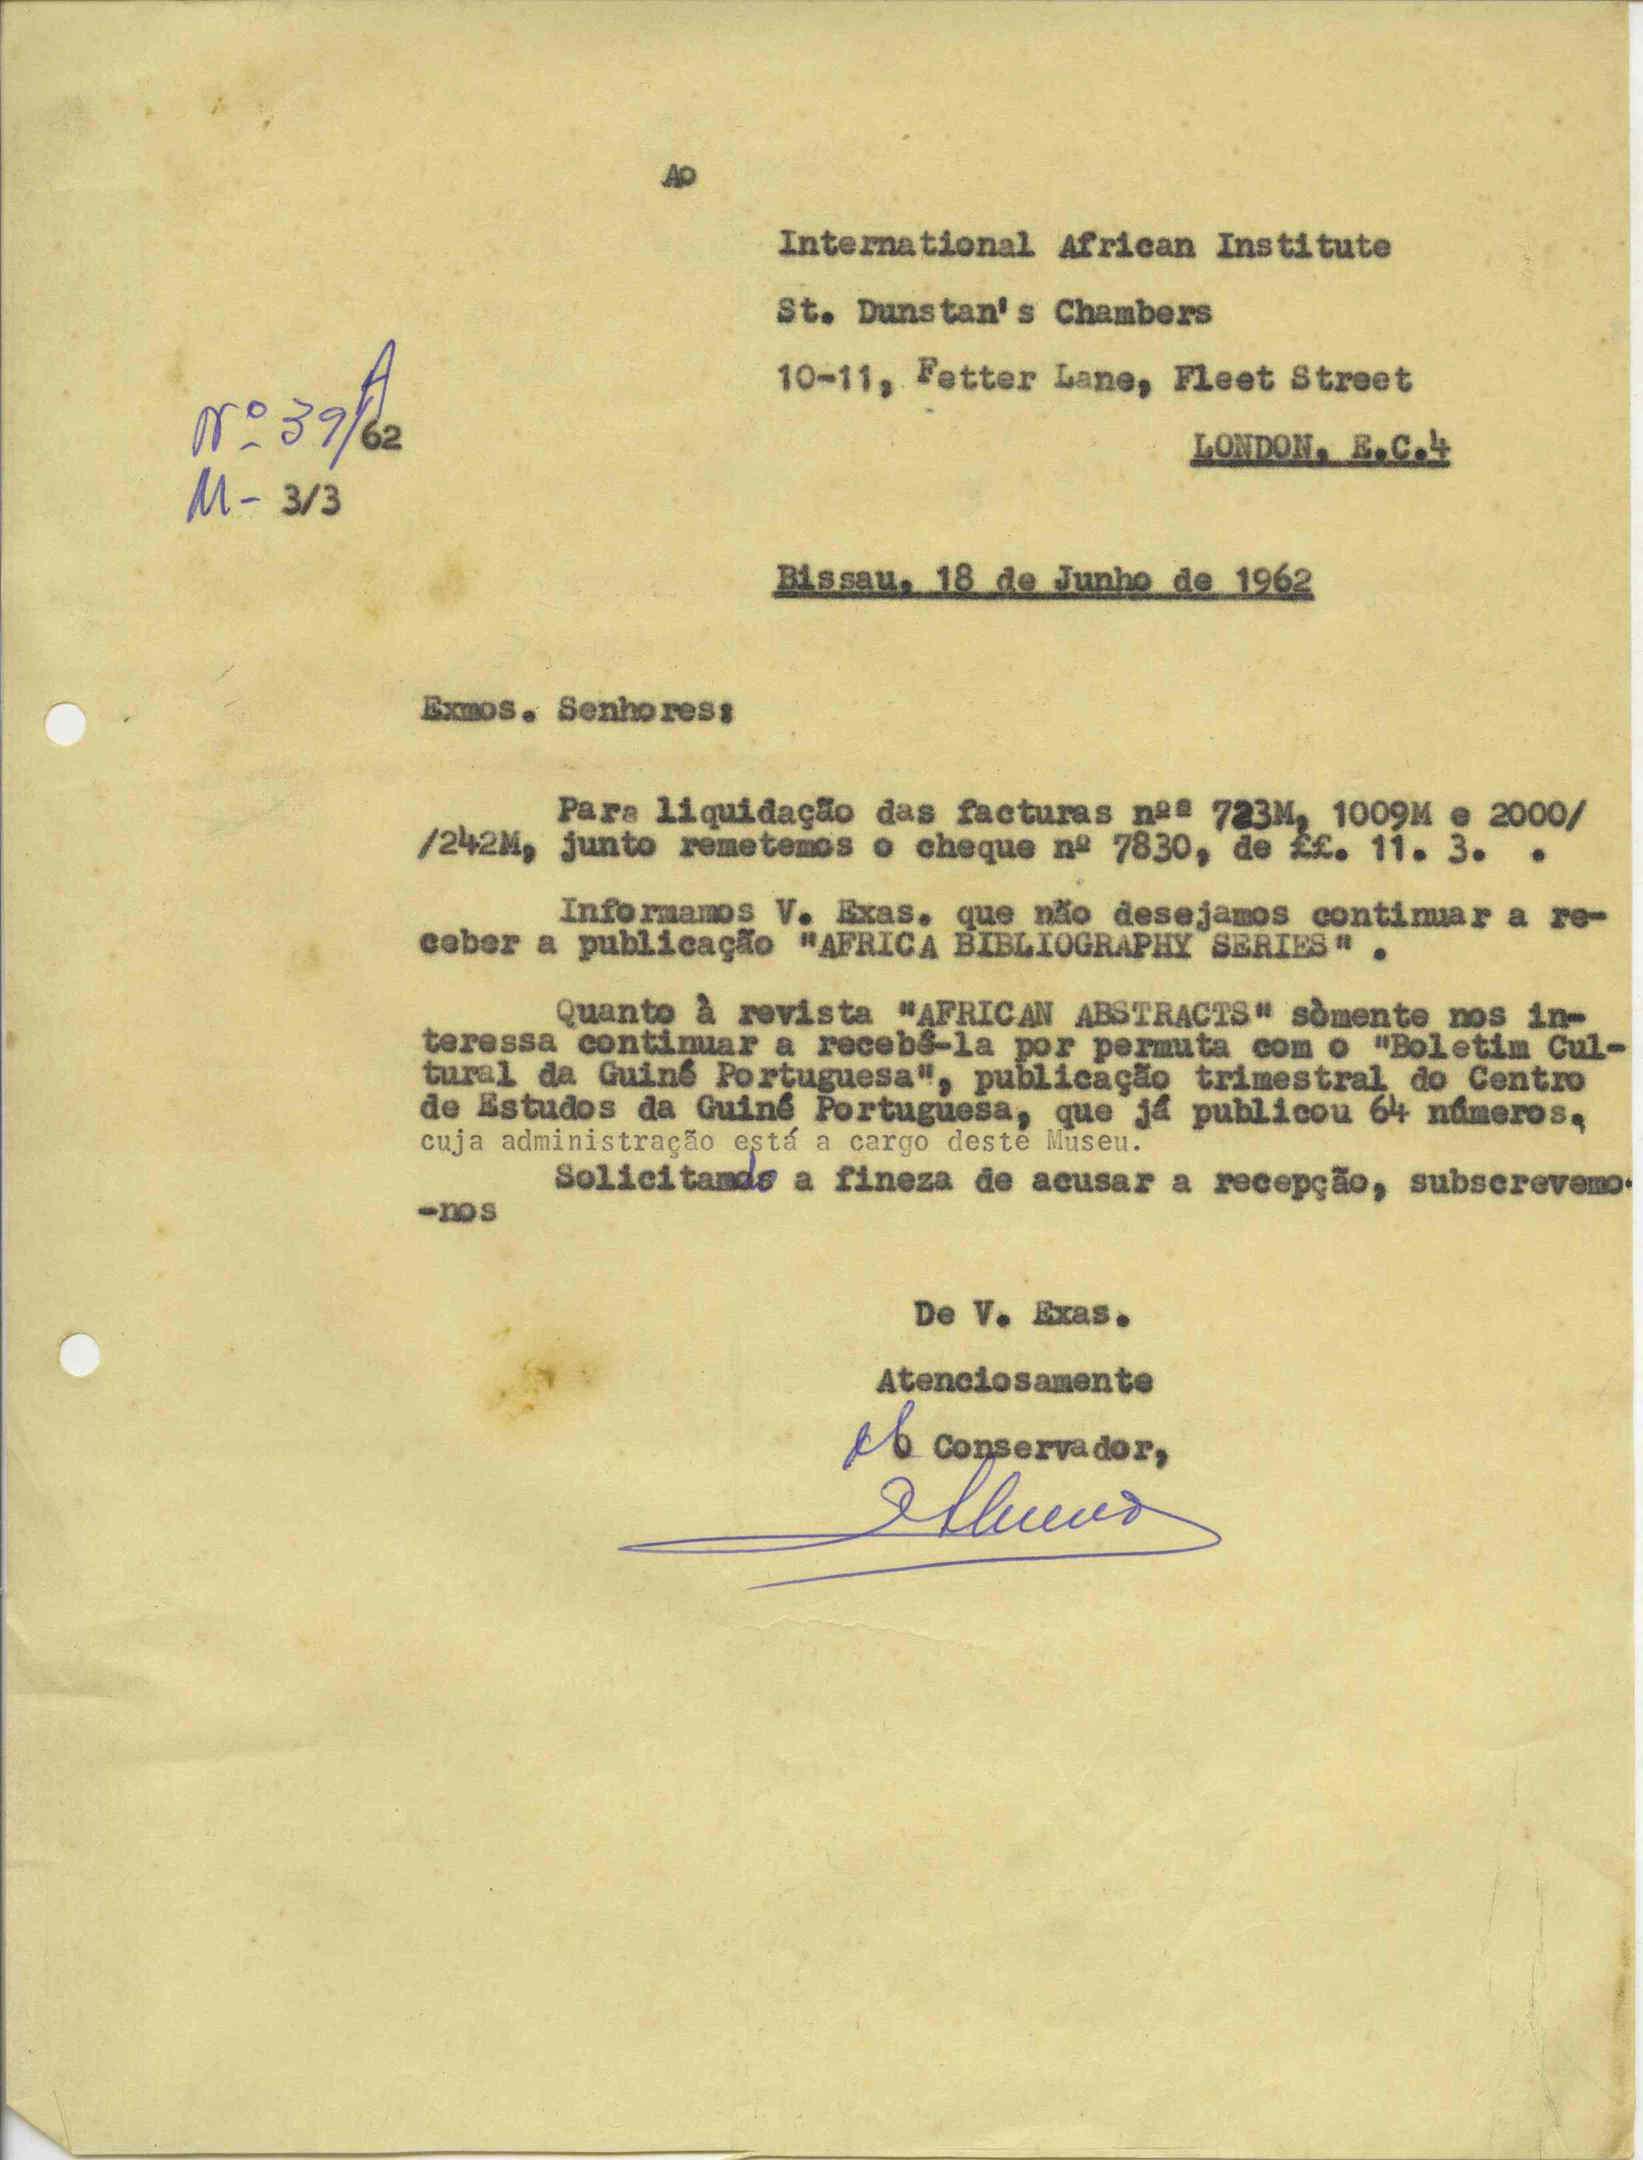 Ao
International African Institute
St. Dunstan's Chambers
10-11, Fetter Lane, Fleet Street
LONDON, E.C.4
Nº 39/A/62
M - 3/3
Bissau, 18 de Junho de 1962
Exmos. Senhores:
Para liquidação das facturas nºs 723M, 1009M e 2000/
/242M, junto remetemos o cheque nº 7830, de ££. 11. 3.  .
Informamos V. Exas. que não desejamos continuar a re-
ceber a publicação "AFRICA BIBLIOGRAPHY SERIES" .
Quanto à revista "AFRICAN ABSTRACTS" sòmente nos in-
teressa continuar a recebê-la por permuta com o "Boletim Cul-
tural da Guiné Portuguesa", publicação trimestral do Centro
de Estudos da Guiné Portuguesa, que já publicou 64 números,
cuja administração está a cargo deste Museu.
Solicitando a fineza de acusar a recepção, subscrevemo-
-nos
De V. Exas.
Atenciosamente
O Conservador,